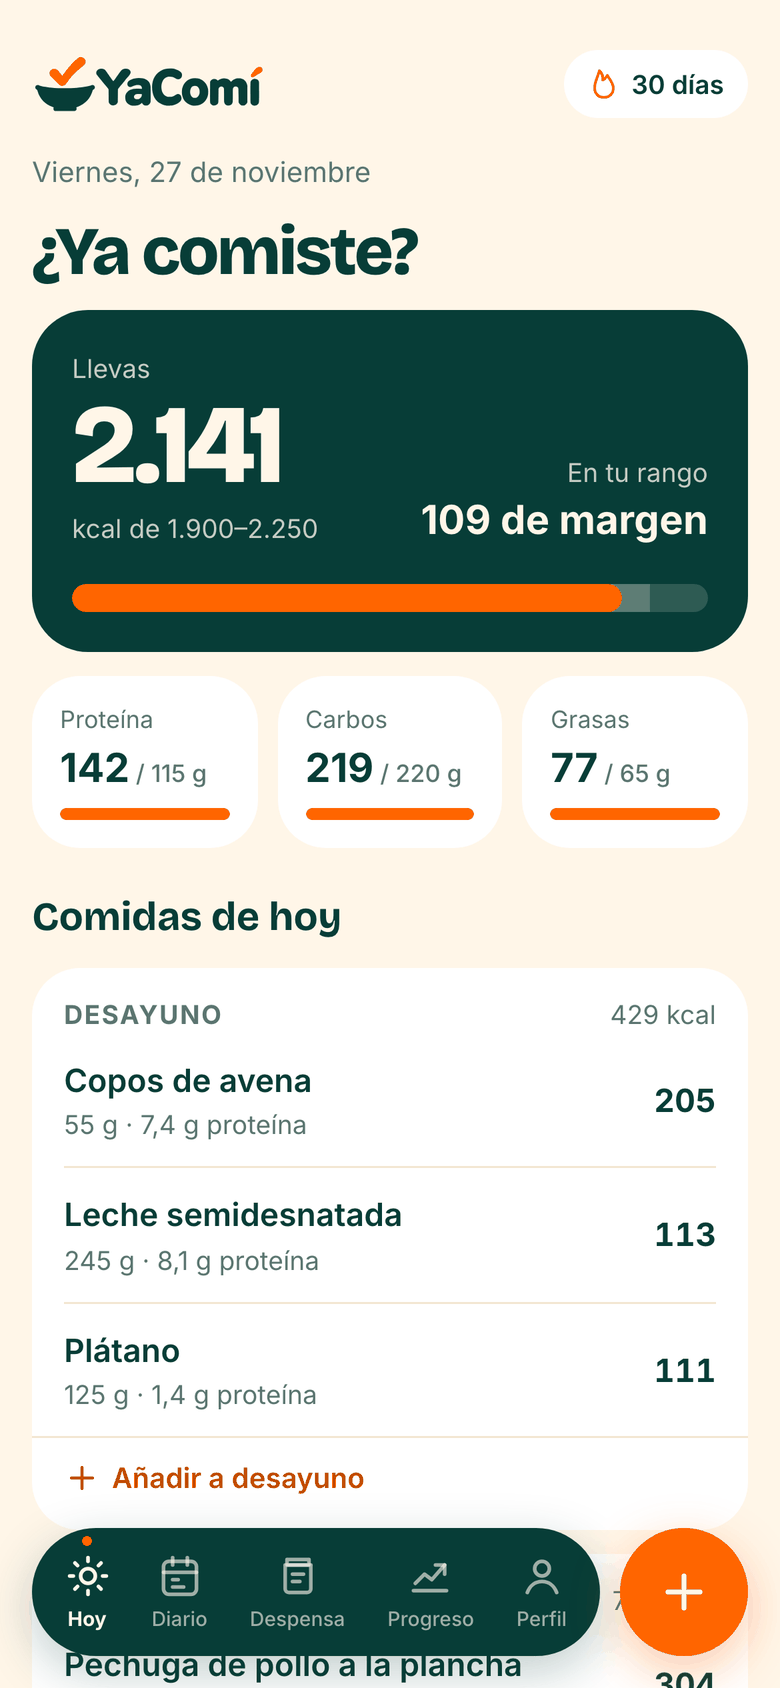 YaComí
30 días
Viernes, 27 de noviembre
¿Ya comiste?
Llevas
2.141
kcal de 1.900–2.250
En tu rango
109 de margen
Proteína
142 / 115 g
Carbos
219 / 220 g
Grasas
77 / 65 g
Comidas de hoy
DESAYUNO
429 kcal
Copos de avena
55 g · 7,4 g proteína
205
Leche semidesnatada
245 g · 8,1 g proteína
113
Plátano
125 g · 1,4 g proteína
111
+ Añadir a desayuno
Hoy
Diario
Despensa
Progreso
Perfil
Pechuga de pollo a la plancha
304